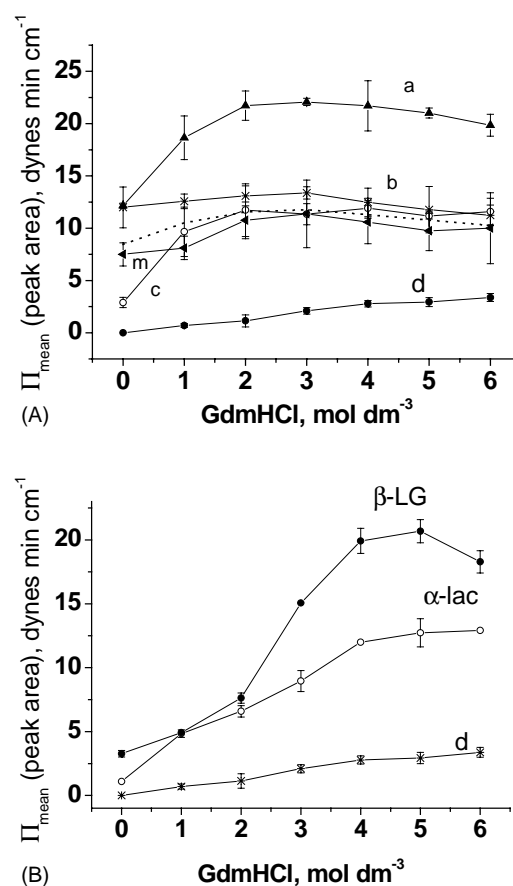 (A)
Π_mean (peak area), dynes min cm⁻¹
25
20
15
10
5
0
a
b
m
c
d
0 1 2 3 4 5 6
GdmHCl, mol dm⁻³
(B)
Π_mean (peak area), dynes min cm⁻¹
20
15
10
5
0
β-LG
α-lac
d
0 1 2 3 4 5 6
GdmHCl, mol dm⁻³